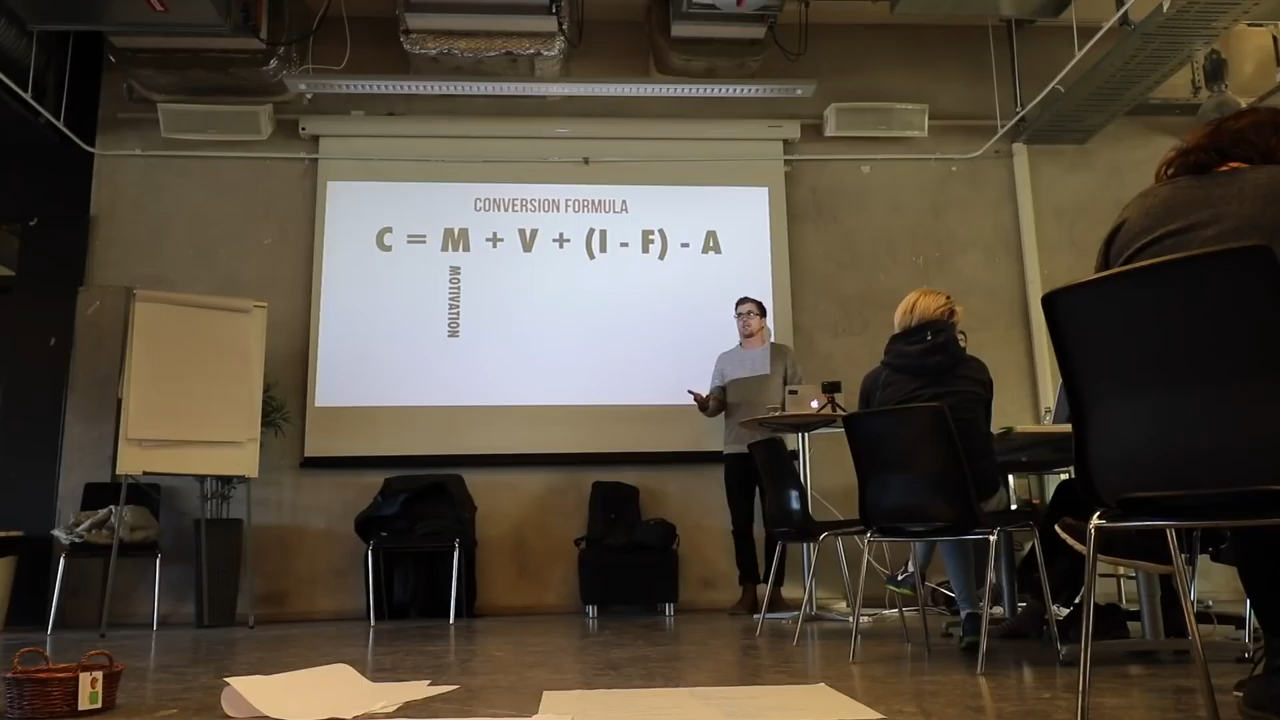 CONVERSION FORMULA
C = M + V + (I - F) - A
MOTIVATION